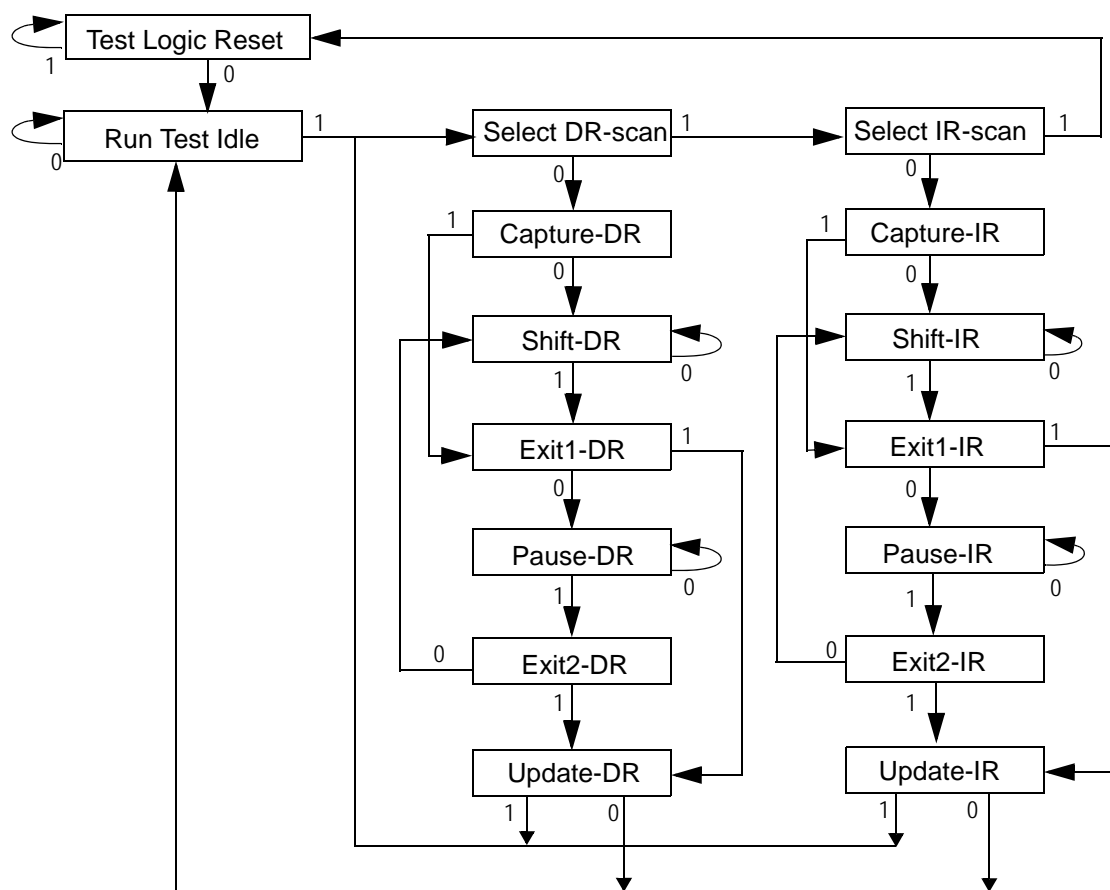 Test Logic Reset
1
0
Run Test Idle
1
0
Select DR-scan
1
Select IR-scan
1
0
0
1
Capture-DR
1
Capture-IR
0
0
Shift-DR
0
Shift-IR
0
1
1
Exit1-DR
1
Exit1-IR
1
0
0
Pause-DR
0
Pause-IR
0
1
1
0
Exit2-DR
0
Exit2-IR
1
1
Update-DR
Update-IR
1
0
1
0